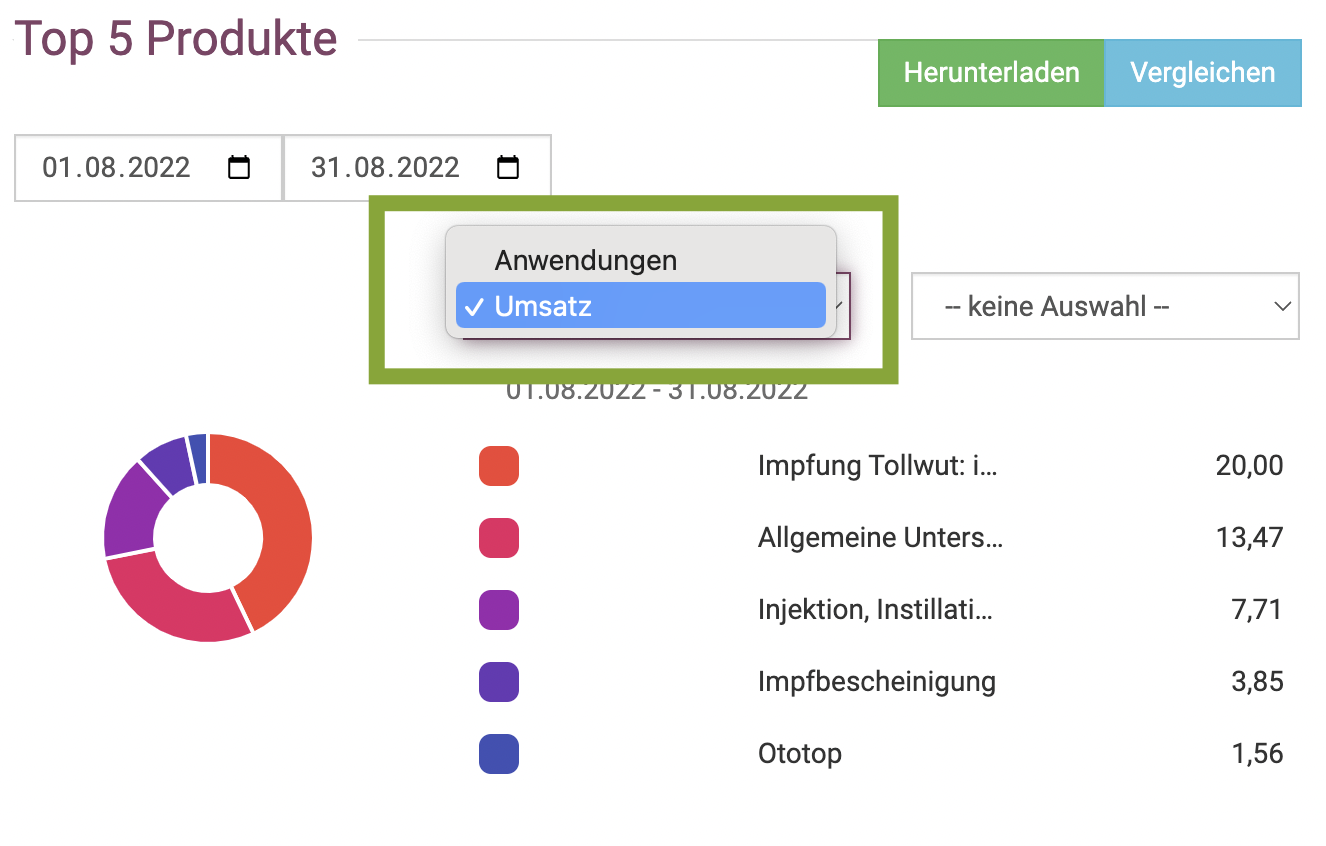 Top 5 Produkte
Herunterladen Vergleichen
01.08.2022 31.08.2022
Anwendungen
✓ Umsatz
-- keine Auswahl --
01.08.2022 - 31.08.2022
Impfung Tollwut: i... 20,00
Allgemeine Unters... 13,47
Injektion, Instillati... 7,71
Impfbescheinigung 3,85
Ototop 1,56